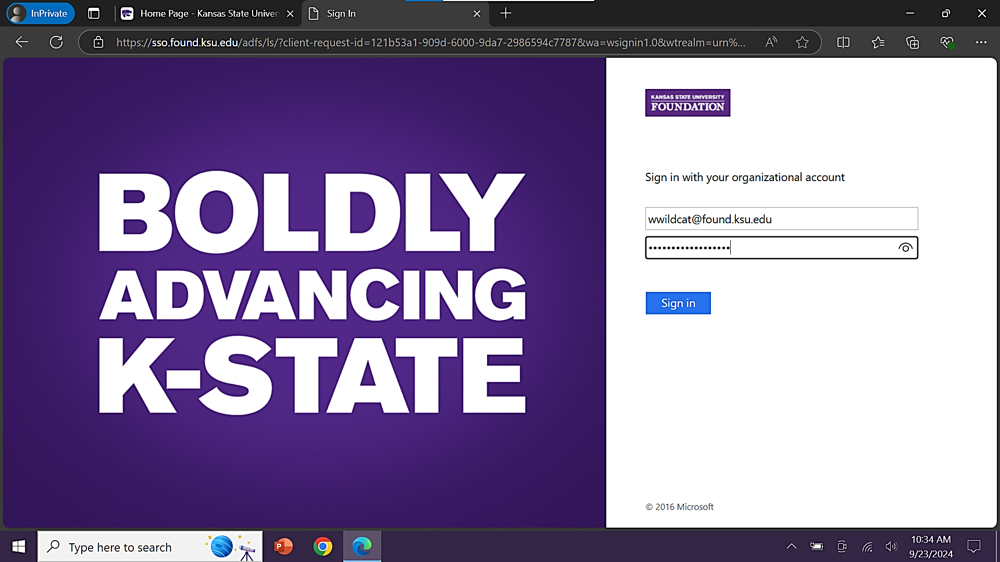 InPrivate
Home Page - Kansas State Univer
Sign In
https://sso.found.ksu.edu/adfs/ls/?client-request-id=121b53a1-909d-6000-9da7-2986594c7787&wa=wsignin1.0&wtrealm=urn%...
BOLDLY
ADVANCING
K-STATE
KANSAS STATE UNIVERSITY
FOUNDATION
Sign in with your organizational account
wwildcat@found.ksu.edu
••••••••••••••••••
Sign in
© 2016 Microsoft
Type here to search
10:34 AM
9/23/2024